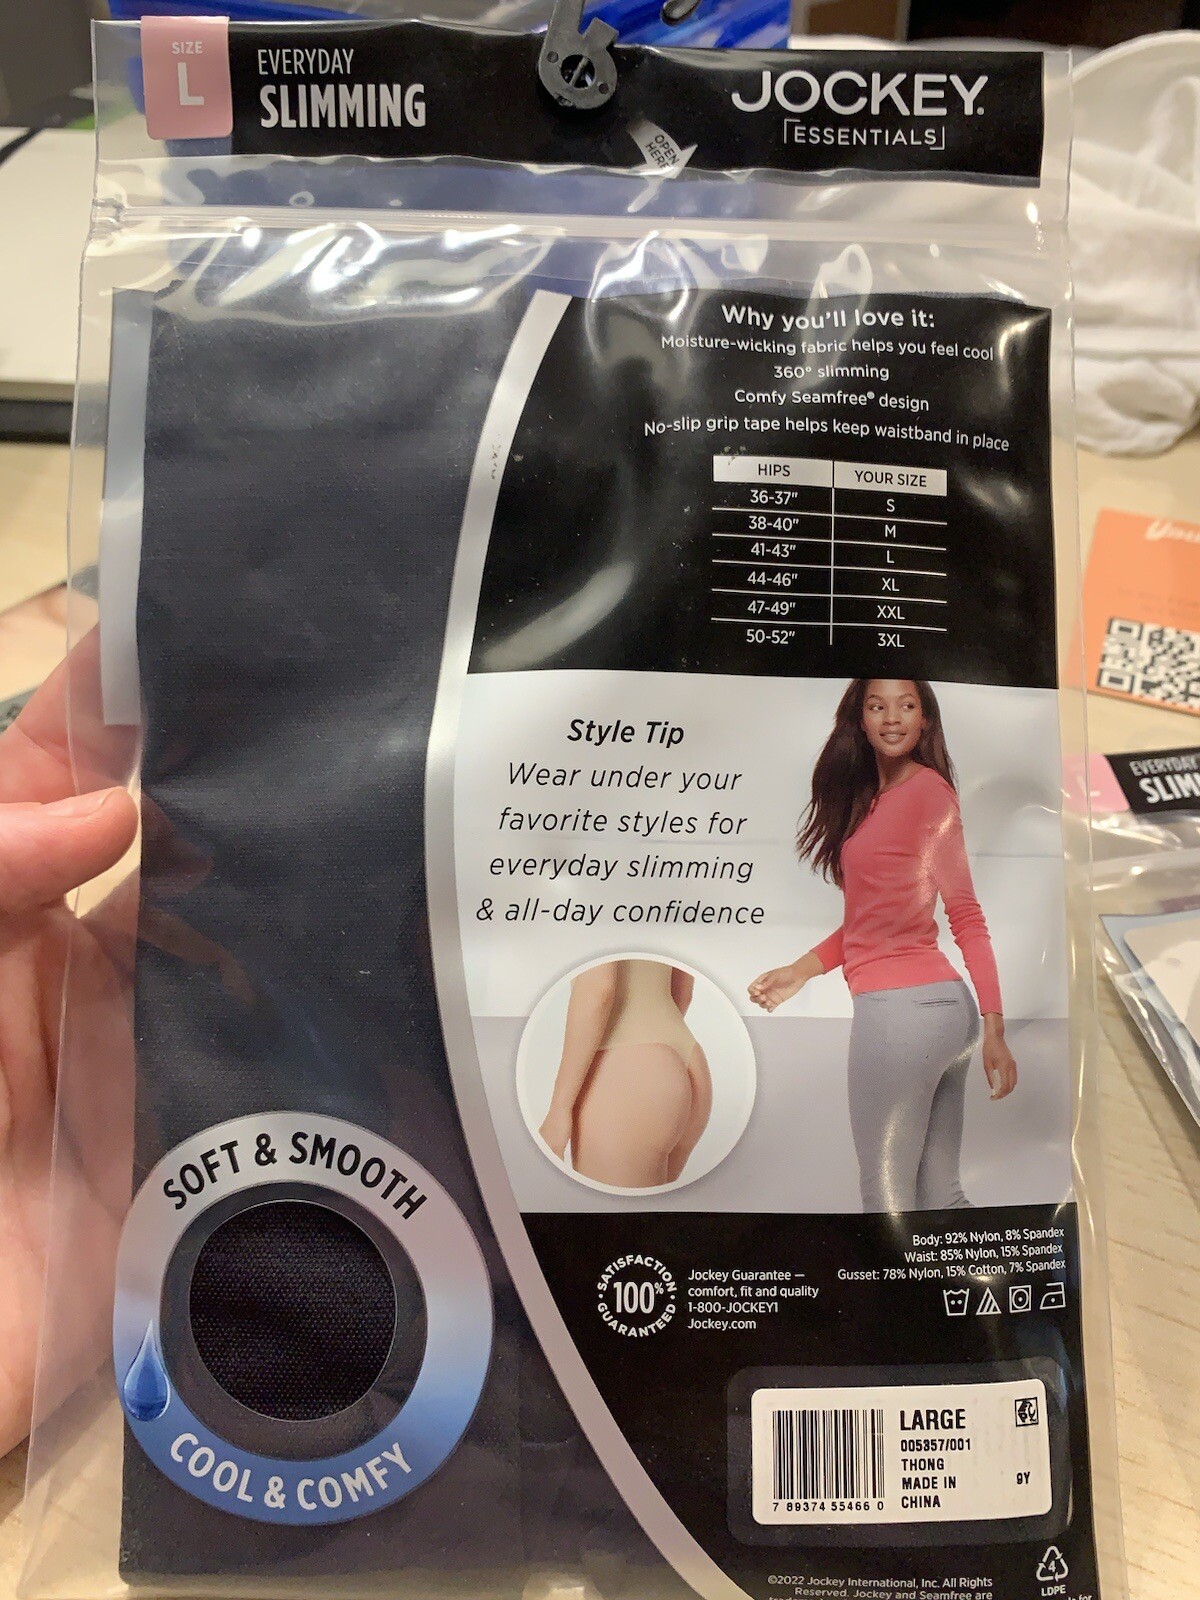 SIZE
L
EVERYDAY
SLIMMING
JOCKEY®
ESSENTIALS
OPEN
HERE
Why you'll love it:
Moisture-wicking fabric helps you feel cool
360° slimming
Comfy Seamfree® design
No-slip grip tape helps keep waistband in place
HIPS YOUR SIZE
36-37" S
38-40" M
41-43" L
44-46" XL
47-49" XXL
50-52" 3XL
Style Tip
Wear under your
favorite styles for
everyday slimming
& all-day confidence
EVERYDAY
SLIM
SOFT & SMOOTH
COOL & COMFY
Body: 92% Nylon, 8% Spandex
Waist: 85% Nylon, 15% Spandex
Gusset: 78% Nylon, 15% Cotton, 7% Spandex
SATISFACTION
100%
GUARANTEED
Jockey Guarantee —
comfort, fit and quality
1-800-JOCKEY1
Jockey.com
LARGE
005357/001
THONG
MADE IN
CHINA
9Y
7 89374 55466 0
4
LDPE
©2022 Jockey International, Inc. All Rights
Reserved. Jockey and Seamfree are